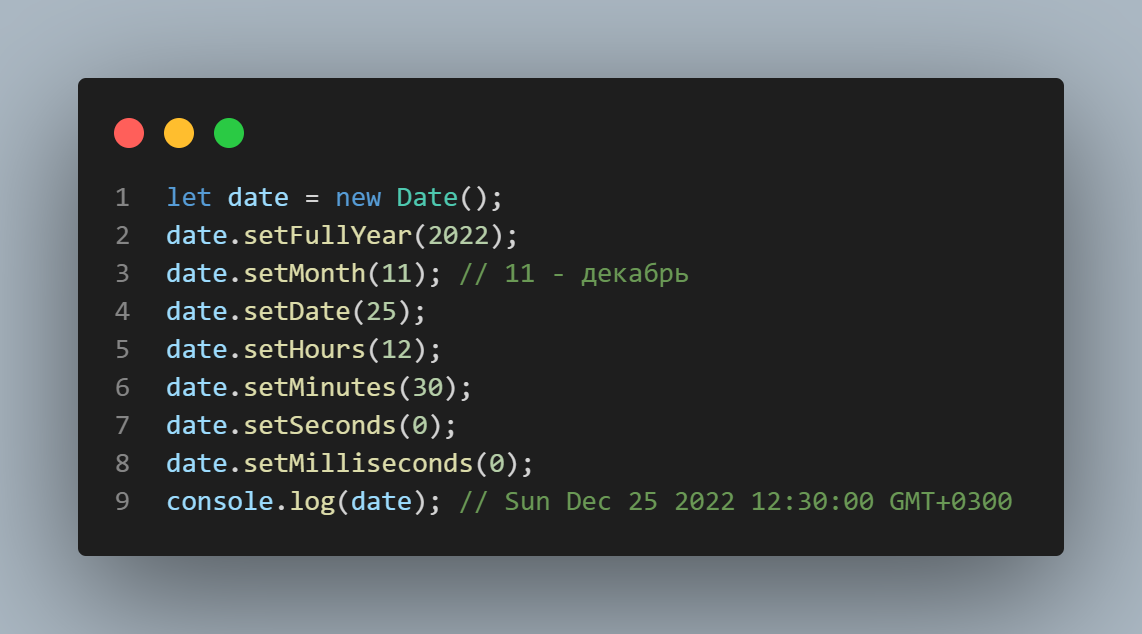 1 let date = new Date();
2 date.setFullYear(2022);
3 date.setMonth(11); // 11 - декабрь
4 date.setDate(25);
5 date.setHours(12);
6 date.setMinutes(30);
7 date.setSeconds(0);
8 date.setMilliseconds(0);
9 console.log(date); // Sun Dec 25 2022 12:30:00 GMT+0300